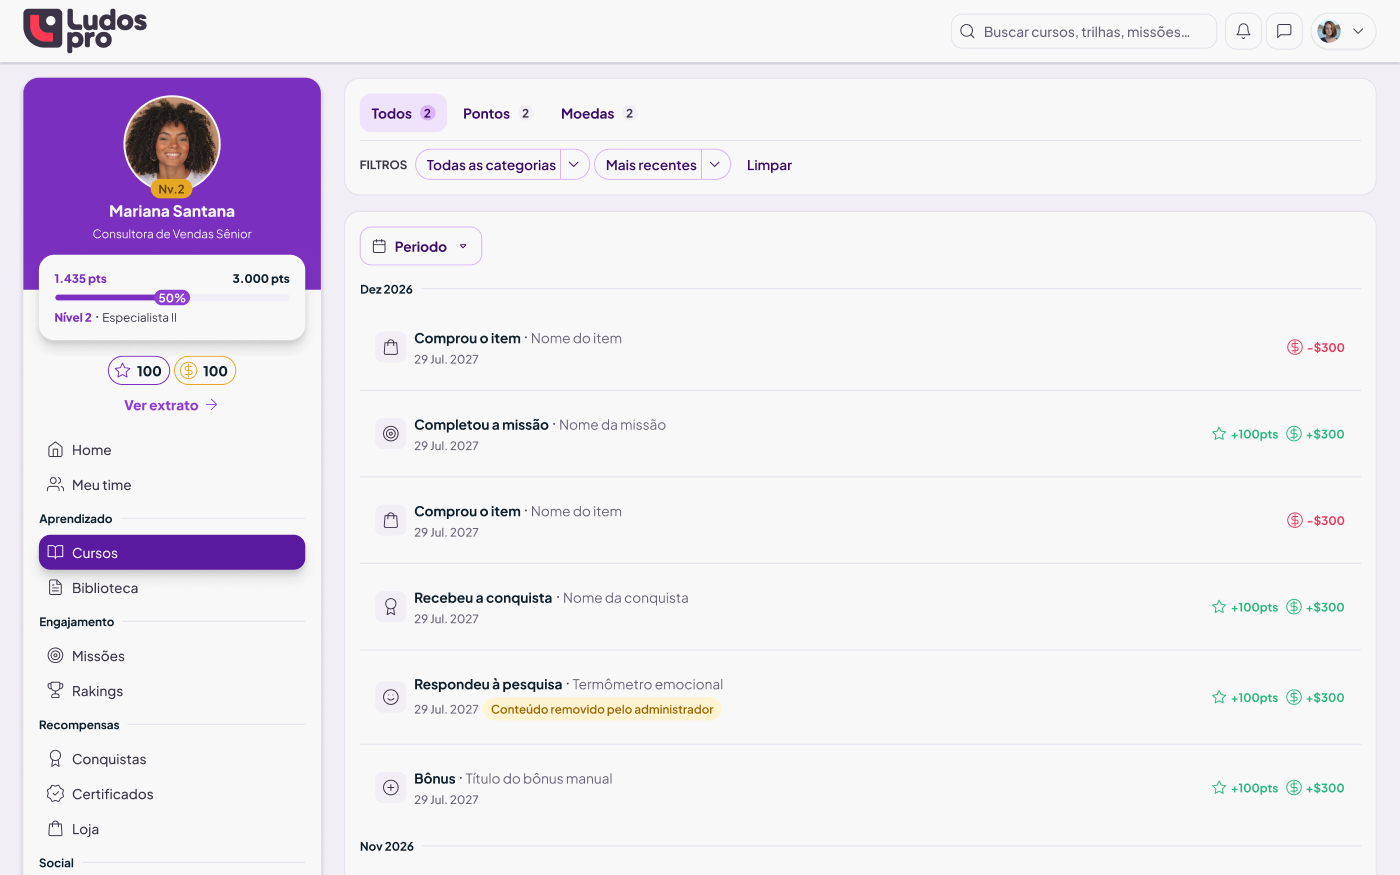 Ludos
pro
Buscar cursos, trilhas, missões...
Nv.2
Mariana Santana
Consultora de Vendas Sênior
1.435 pts 3.000 pts
50%
Nível 2 · Especialista II
100 100
Ver extrato
Home
Meu time
Aprendizado
Cursos
Biblioteca
Engajamento
Missões
Rakings
Recompensas
Conquistas
Certificados
Loja
Social
Todos 2 Pontos 2 Moedas 2
FILTROS Todas as categorias Mais recentes Limpar
Periodo
Dez 2026
Comprou o item · Nome do item
29 Jul. 2027
-$300
Completou a missão · Nome da missão
29 Jul. 2027
+100pts +$300
Comprou o item · Nome do item
29 Jul. 2027
-$300
Recebeu a conquista · Nome da conquista
29 Jul. 2027
+100pts +$300
Respondeu à pesquisa · Termômetro emocional
29 Jul. 2027 Conteúdo removido pelo administrador
+100pts +$300
Bônus · Título do bônus manual
29 Jul. 2027
+100pts +$300
Nov 2026